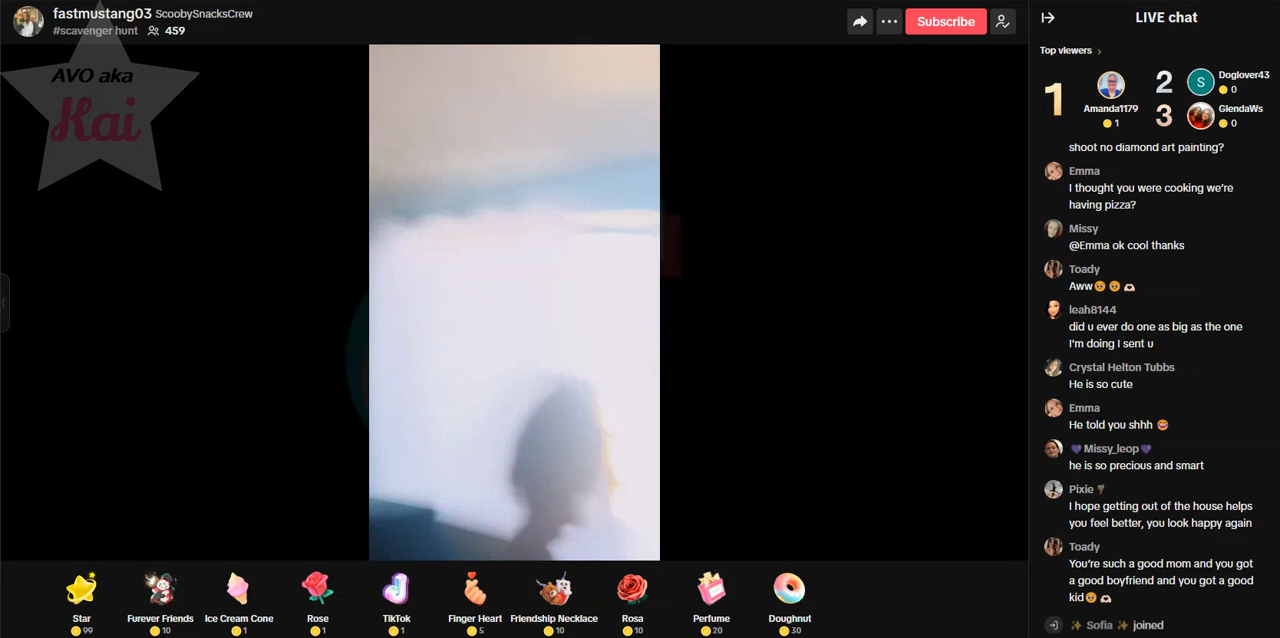 fastmustang03 ScoobySnacksCrew
#scavenger hunt 459
Subscribe
AVO aka
Kai
LIVE chat
Top viewers >
1
Amanda1179
1
2
S
Doglover43
0
3
GlendaWs
0
shoot no diamond art painting?
Emma
I thought you were cooking we're
having pizza?
Missy
@Emma ok cool thanks
Toady
Aww😡 😡 🫶🏻
leah8144
did u ever do one as big as the one
I'm doing I sent u
Crystal Helton Tubbs
He is so cute
Emma
He told you shhh 😂
💜Missy_leop💜
he is so precious and smart
Pixie
I hope getting out of the house helps
you feel better, you look happy again
Toady
You're such a good mom and you got
a good boyfriend and you got a good
kid😡 🫶🏻
✨ Sofia ✨ joined
Star
99
Furever Friends
10
Ice Cream Cone
1
Rose
1
TikTok
1
Finger Heart
5
Friendship Necklace
10
Rosa
10
Perfume
20
Doughnut
30